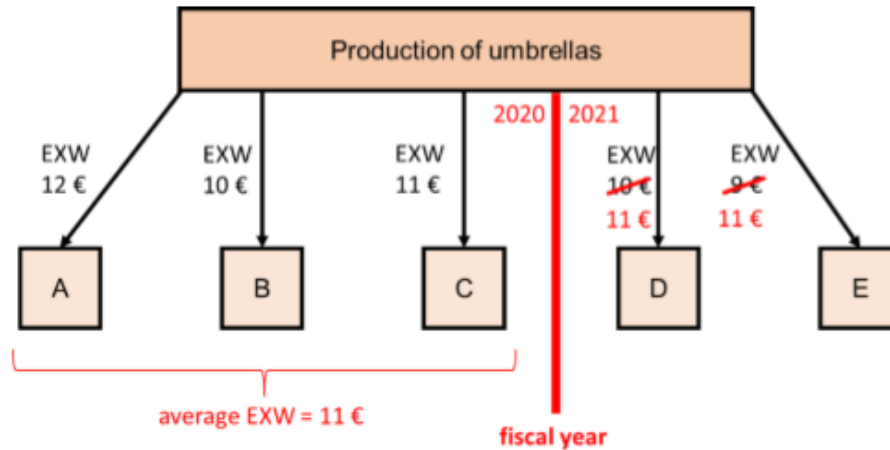 Production of umbrellas
2020 2021
EXW
12 €
EXW
10 €
EXW
11 €
EXW
10 €
11 €
EXW
9 €
11 €
A
B
C
D
E
average EXW = 11 €
fiscal year